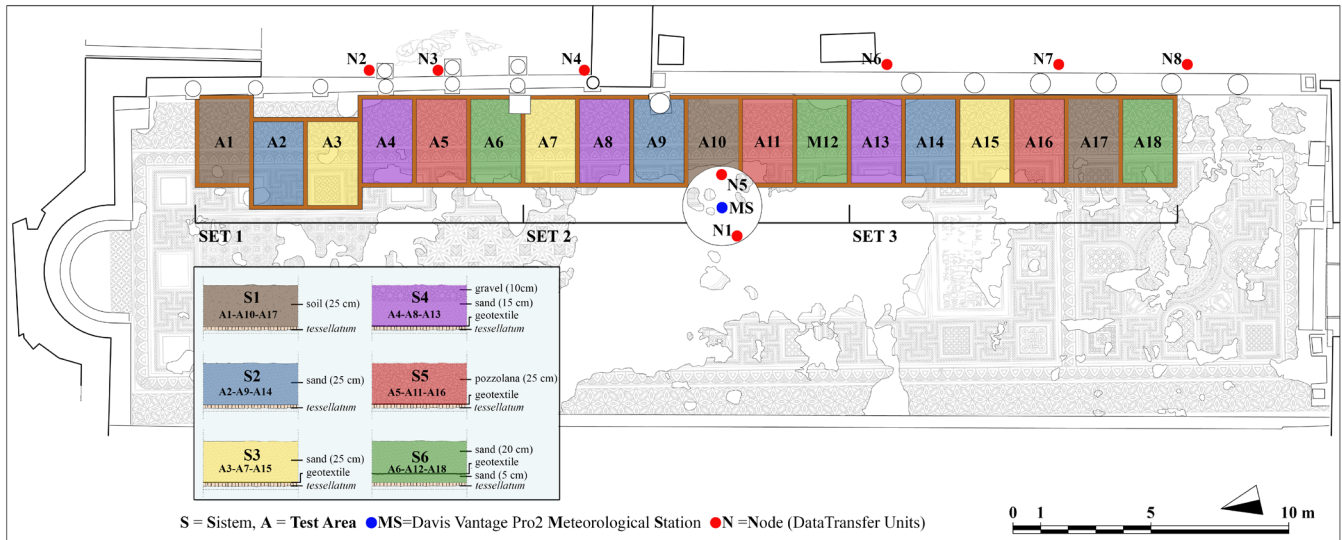 N2 N3 N4 N6 N7 N8
A1 A2 A3 A4 A5 A6 A7 A8 A9 A10 A11 M12 A13 A14 A15 A16 A17 A18
N5
MS
N1
SET 1 SET 2 SET 3
S1
A1-A10-A17
soil (25 cm)
tessellatum
S4
A4-A8-A13
gravel (10cm)
sand (15 cm)
geotextile
tessellatum
S2
A2-A9-A14
sand (25 cm)
tessellatum
S5
A5-A11-A16
pozzolana (25 cm)
geotextile
tessellatum
S3
A3-A7-A15
sand (25 cm)
geotextile
tessellatum
S6
A6-A12-A18
sand (20 cm)
geotextile
sand (5 cm)
tessellatum
S = Sistem, A = Test Area MS=Davis Vantage Pro2 Meteorological Station N =Node (DataTransfer Units)
0 1 5 10 m